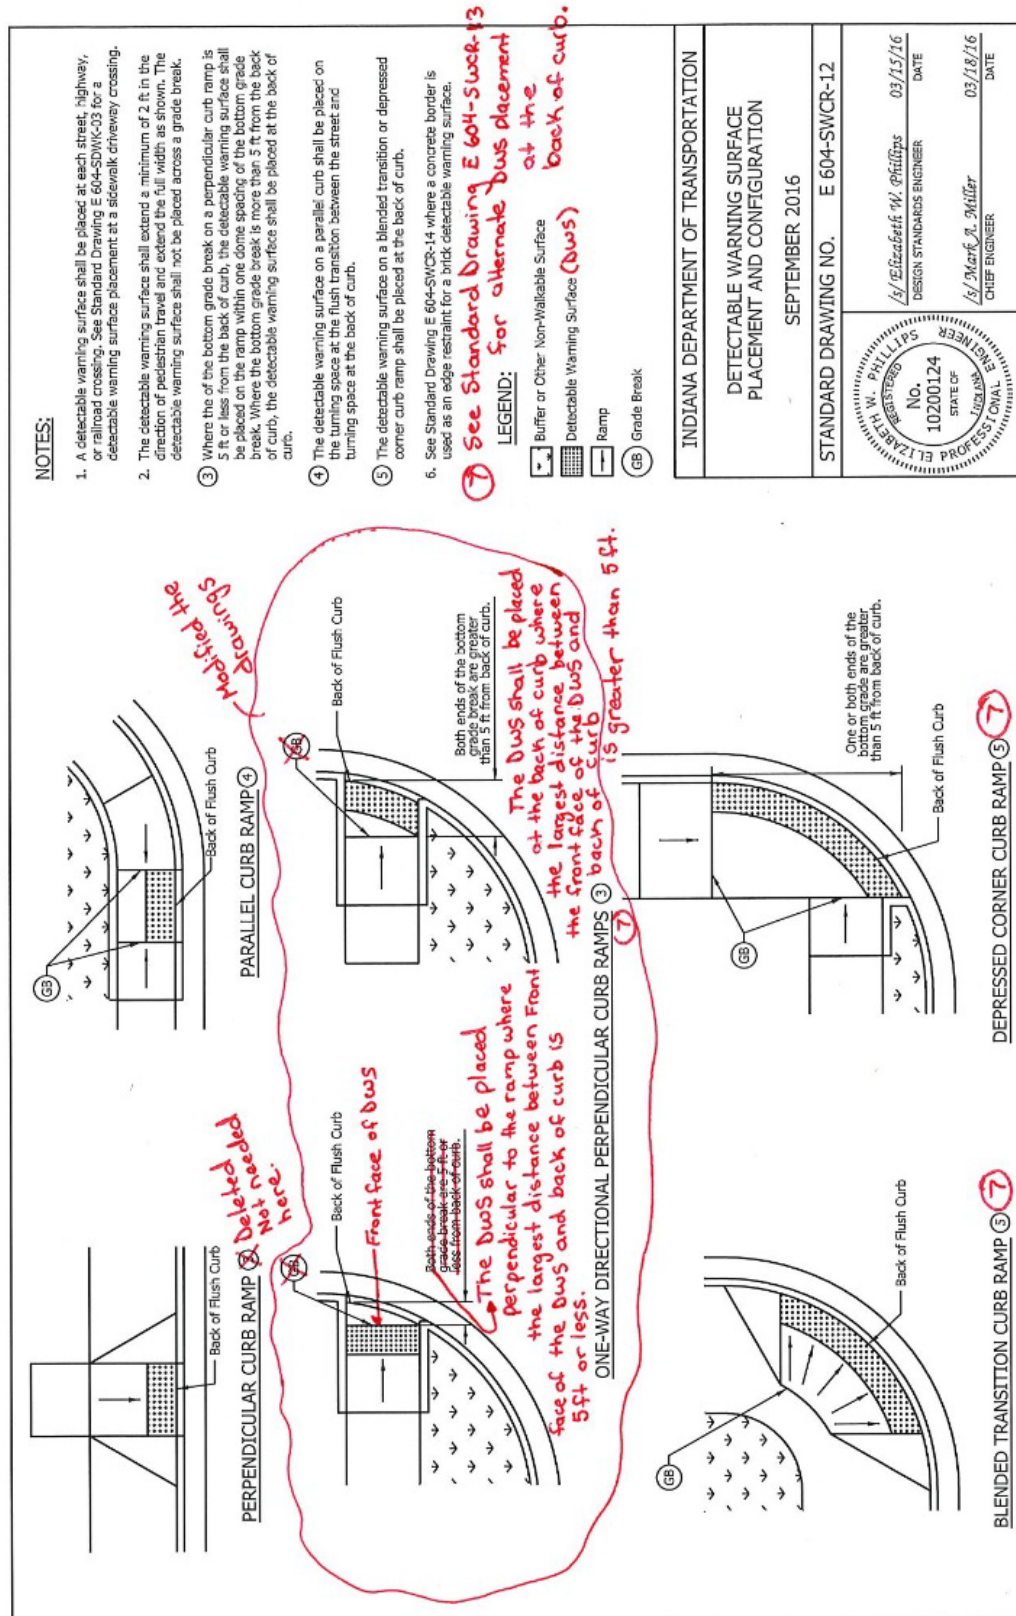 PERPENDICULAR CURB RAMP 3
Deleted
Not needed
here.
Back of Flush Curb
GB
PARALLEL CURB RAMP 4
Back of Flush Curb
Modified the
drawings
GB
Back of Flush Curb
Front face of DWS
Both ends of the bottom
grade break are 5 ft or
less from back of curb.
The DWS shall be placed
perpendicular to the ramp where
the largest distance between Front
face of the DWS and back of curb is
5ft or less.
GB
Back of Flush Curb
Both ends of the bottom
grade break are greater
than 5 ft from back of curb.
The DWS shall be placed
at the back of curb where
the largest distance between
the front face of the DWS and
back of curb
is greater than 5 ft.
ONE-WAY DIRECTIONAL PERPENDICULAR CURB RAMPS 3
7
GB
Back of Flush Curb
BLENDED TRANSITION CURB RAMP 5 7
GB
One or both ends of the
bottom grade are greater
than 5 ft from back of curb.
Back of Flush Curb
DEPRESSED CORNER CURB RAMP 5 7
NOTES:
1. A detectable warning surface shall be placed at each street, highway,
or railroad crossing. See Standard Drawing E 604-SDWK-03 for a
detectable warning surface placement at a sidewalk driveway crossing.
2. The detectable warning surface shall extend a minimum of 2 ft in the
direction of pedestrian travel and extend the full width as shown. The
detectable warning surface shall not be placed across a grade break.
3 Where the of the bottom grade break on a perpendicular curb ramp is
5 ft or less from the back of curb, the detectable warning surface shall
be placed on the ramp within one dome spacing of the bottom grade
break. Where the bottom grade break is more than 5 ft from the back
of curb, the detectable warning surface shall be placed at the back of
curb.
4 The detectable warning surface on a parallel curb shall be placed on
the turning space at the flush transition between the street and
turning space at the back of curb.
5 The detectable warning surface on a blended transition or depressed
corner curb ramp shall be placed at the back of curb.
6. See Standard Drawing E 604-SWCR-14 where a concrete border is
used as an edge restraint for a brick detectable warning surface.
7 See Standard Drawing E 604-SWCR-13
for alternate DWS placement
at the
back of curb.
LEGEND:
Buffer or Other Non-Walkable Surface
Detectable Warning Surface (DWS)
Ramp
GB Grade Break
INDIANA DEPARTMENT OF TRANSPORTATION
DETECTABLE WARNING SURFACE
PLACEMENT AND CONFIGURATION
SEPTEMBER 2016
STANDARD DRAWING NO. E 604-SWCR-12
ELIZABETH W. PHILLIPS
REGISTERED
No.
10200124
STATE OF
INDIANA
PROFESSIONAL ENGINEER
/s/ Elizabeth W. Phillips 03/15/16
DESIGN STANDARDS ENGINEER DATE
/s/ Mark A. Miller 03/18/16
CHIEF ENGINEER DATE